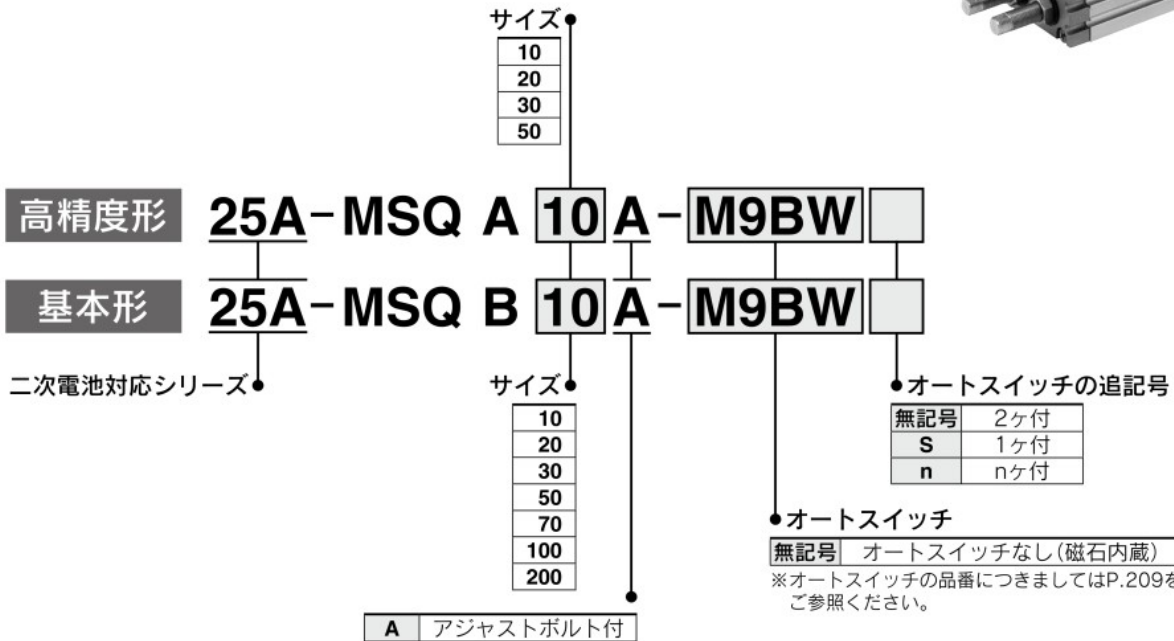 サイズ
10
20
30
50
高精度形 25A-MSQ A 10 A-M9BW
基本形 25A-MSQ B 10 A-M9BW
二次電池対応シリーズ
サイズ
10
20
30
50
70
100
200
A アジャストボルト付
オートスイッチの追記号
無記号 2ヶ付
S 1ヶ付
n nヶ付
オートスイッチ
無記号 オートスイッチなし(磁石内蔵)
※オートスイッチの品番につきましてはP.209を
ご参照ください。